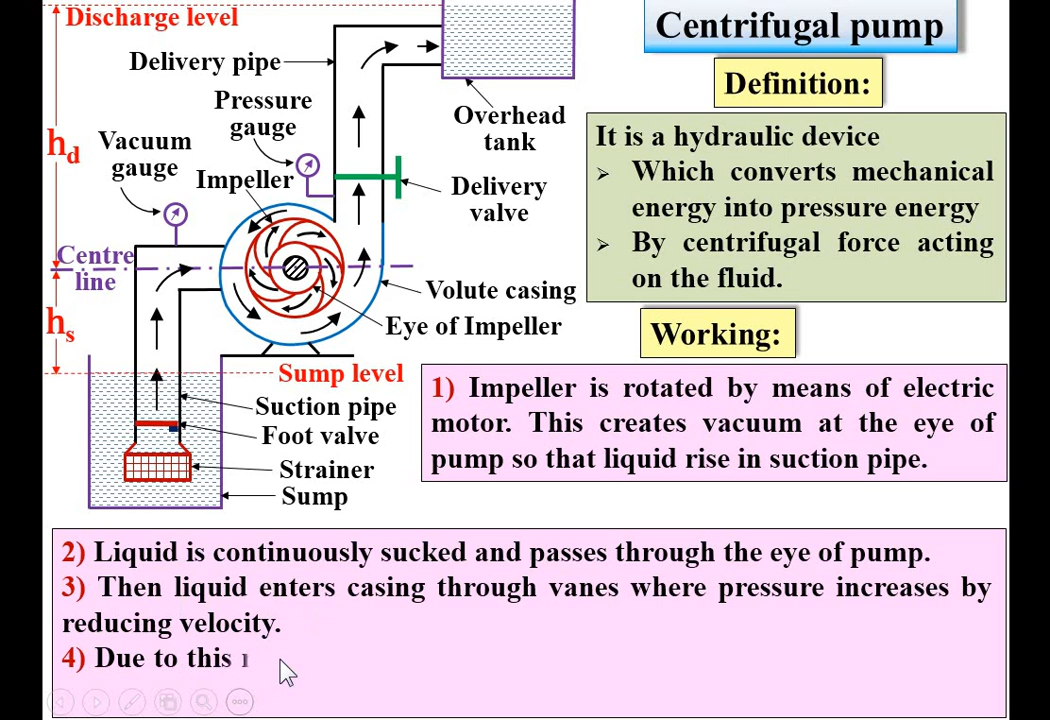 Discharge level
Centrifugal pump
Delivery pipe
Definition:
Pressure
gauge
Overhead
tank
hd
Vacuum
gauge
Impeller
Delivery
valve
It is a hydraulic device
➢ Which converts mechanical
energy into pressure energy
➢ By centrifugal force acting
on the fluid.
Centre
line
Volute casing
Eye of Impeller
hs
Working:
Sump level
Suction pipe
Foot valve
Strainer
Sump
1) Impeller is rotated by means of electric
motor. This creates vacuum at the eye of
pump so that liquid rise in suction pipe.
2) Liquid is continuously sucked and passes through the eye of pump.
3) Then liquid enters casing through vanes where pressure increases by
reducing velocity.
4) Due to this